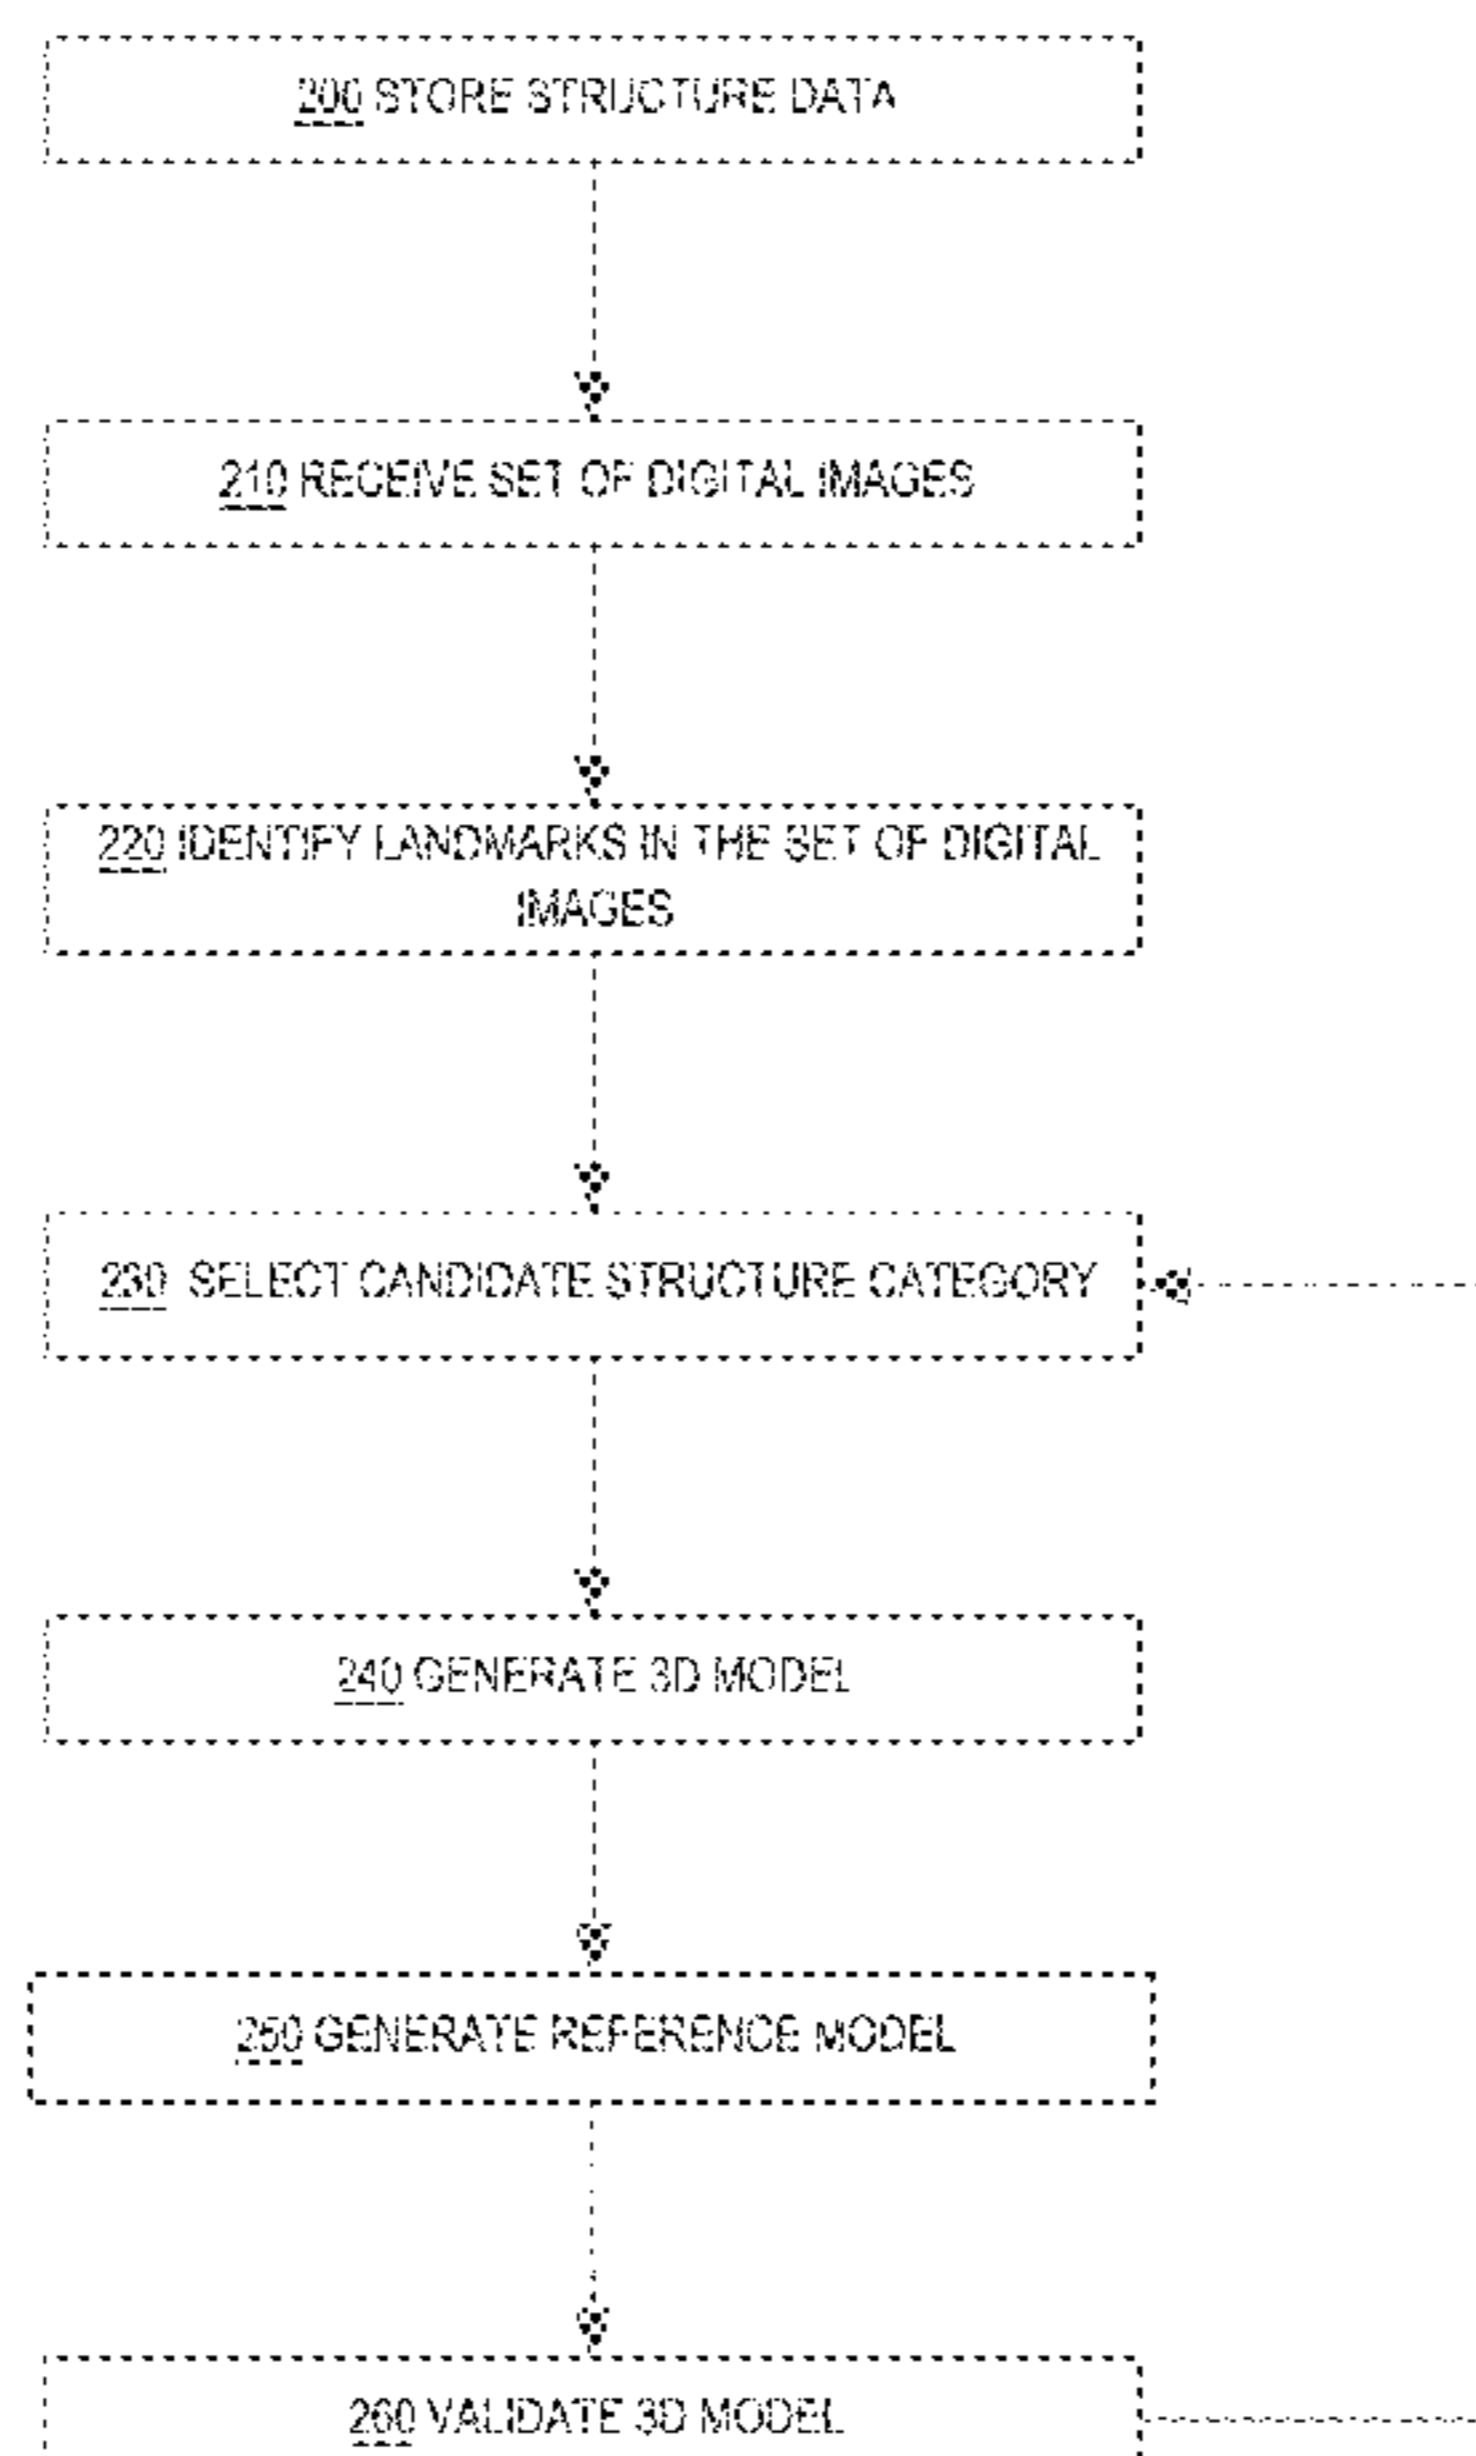 200 STORE STRUCTURE DATA
210 RECEIVE SET OF DIGITAL IMAGES
220 IDENTIFY LANDMARKS IN THE SET OF DIGITAL
IMAGES
230 SELECT CANDIDATE STRUCTURE CATEGORY
240 GENERATE 3D MODEL
250 GENERATE REFERENCE MODEL
260 VALIDATE 3D MODEL